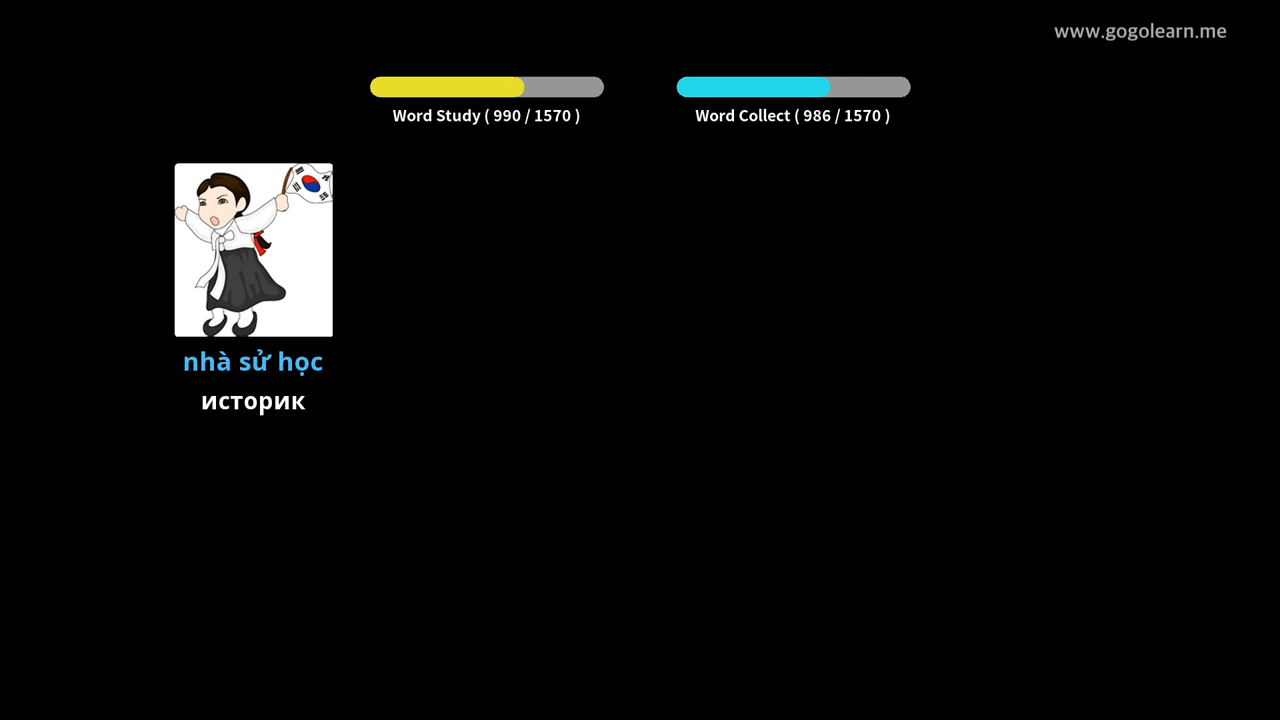 www.gogolearn.me
Word Study ( 990 / 1570 )
Word Collect ( 986 / 1570 )
nhà sử học
историк